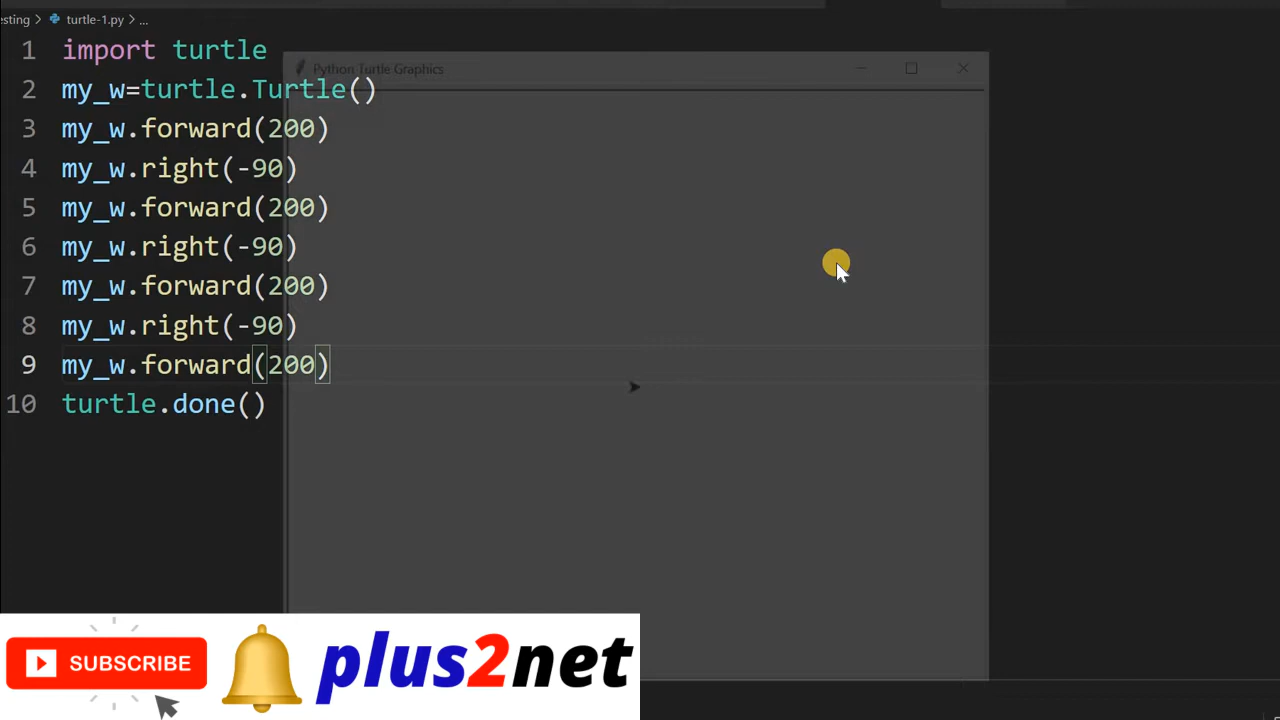 esting > turtle-1.py > ...
Python Turtle Graphics
1 import turtle
2 my_w=turtle.Turtle()
3 my_w.forward(200)
4 my_w.right(-90)
5 my_w.forward(200)
6 my_w.right(-90)
7 my_w.forward(200)
8 my_w.right(-90)
9 my_w.forward(200)
10 turtle.done()
SUBSCRIBE
plus2net